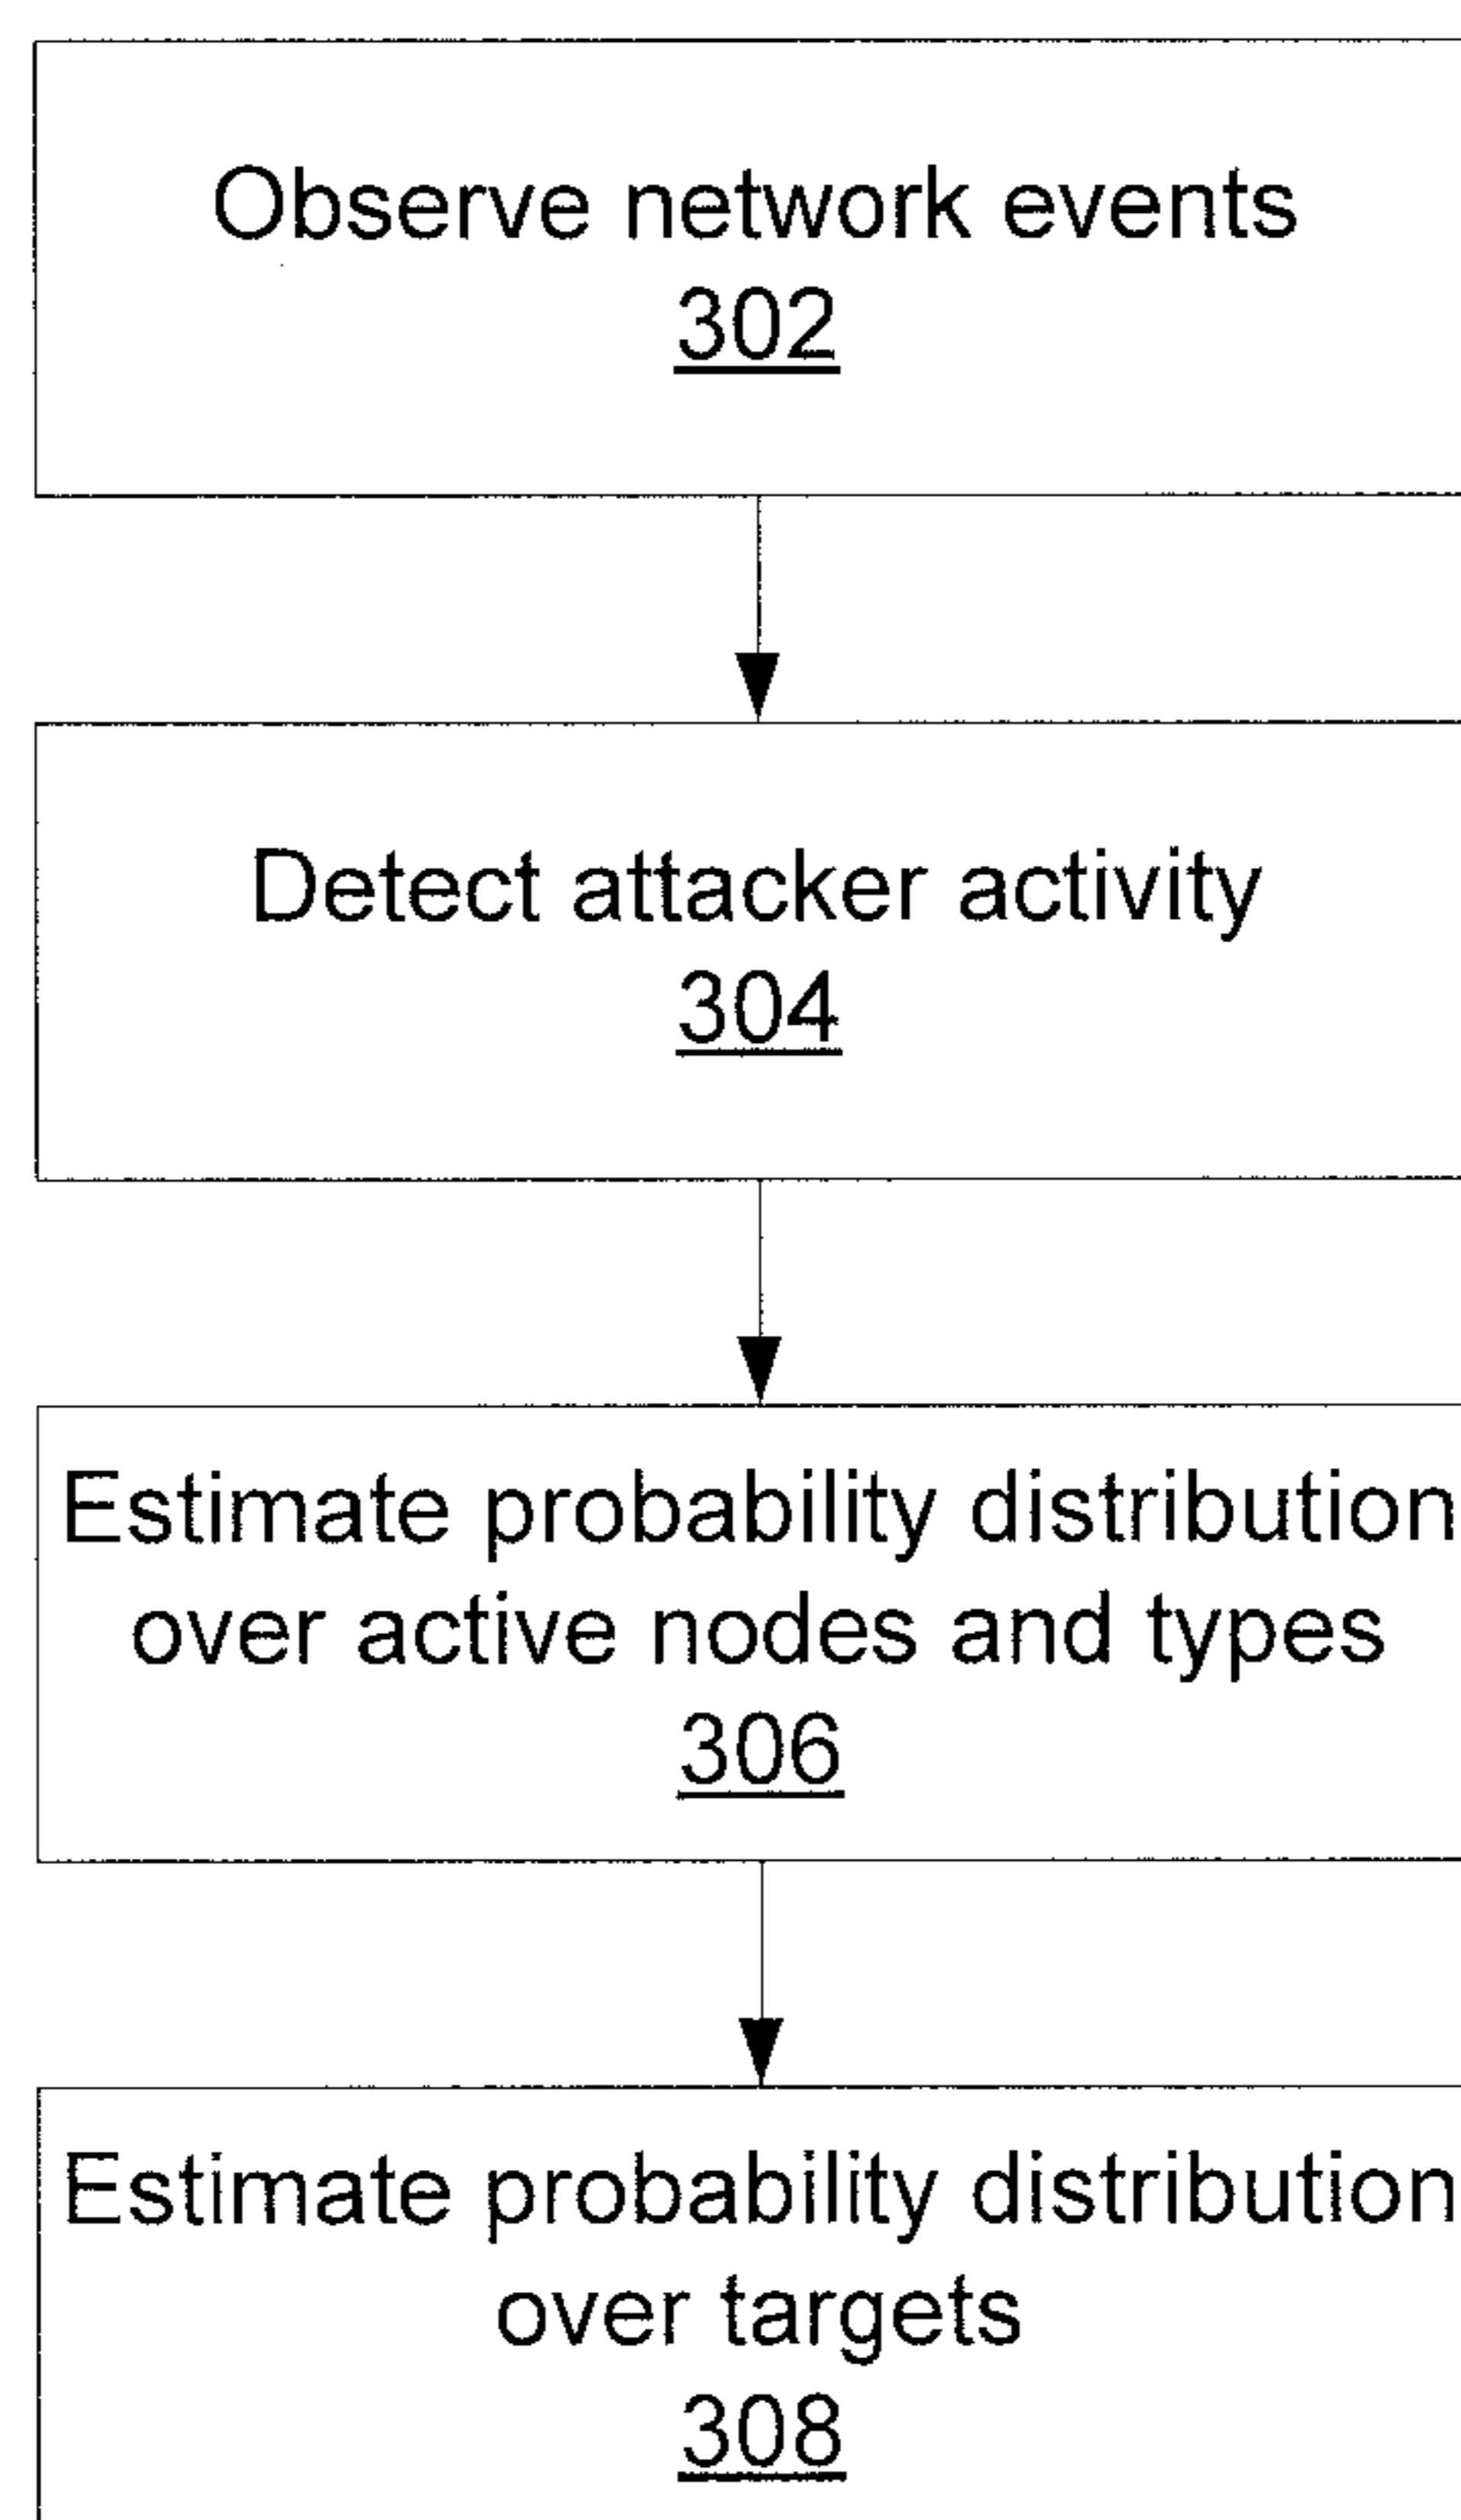 Observe network events
302
Detect attacker activity
304
Estimate probability distribution
over active nodes and types
306
Estimate probability distribution
over targets
308